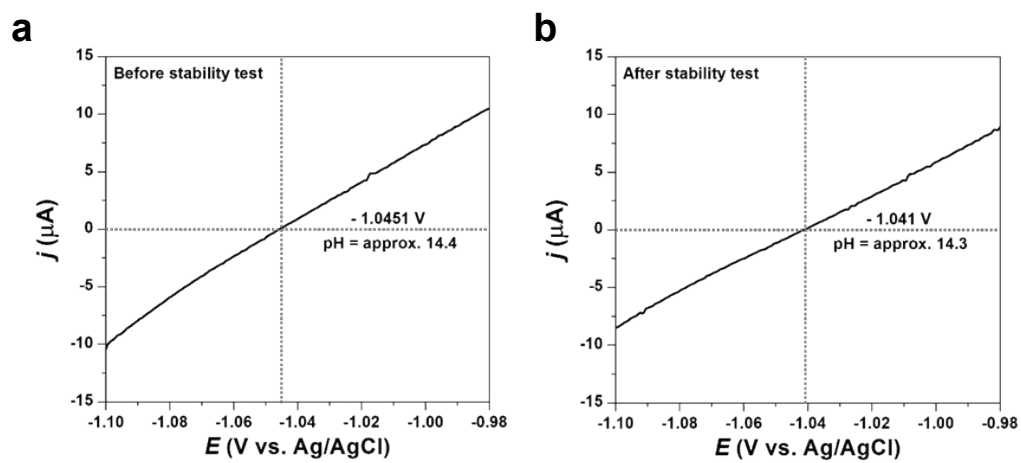 a
Before stability test
15
10
5
0
-5
-10
-15
j (µA)
- 1.0451 V
pH = approx. 14.4
-1.10 -1.08 -1.06 -1.04 -1.02 -1.00 -0.98
E (V vs. Ag/AgCl)
b
After stability test
15
10
5
0
-5
-10
-15
j (µA)
- 1.041 V
pH = approx. 14.3
-1.10 -1.08 -1.06 -1.04 -1.02 -1.00 -0.98
E (V vs. Ag/AgCl)